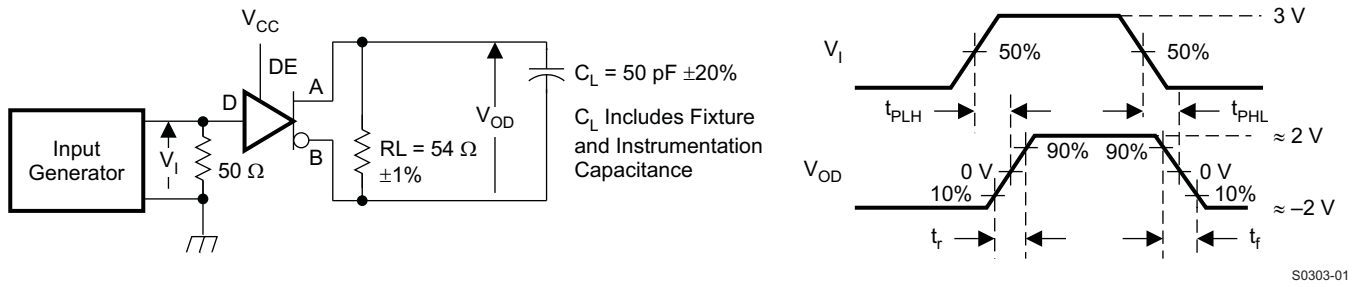 V_CC
DE
D
A
B
Input
Generator
V_I
50 Ω
RL = 54 Ω
±1%
V_OD
C_L = 50 pF ±20%
C_L Includes Fixture
and Instrumentation
Capacitance
V_I
3 V
50%
50%
t_PLH
t_PHL
≈ 2 V
90%
90%
V_OD
0 V
0 V
10%
10%
≈ –2 V
t_r
t_f
S0303-01